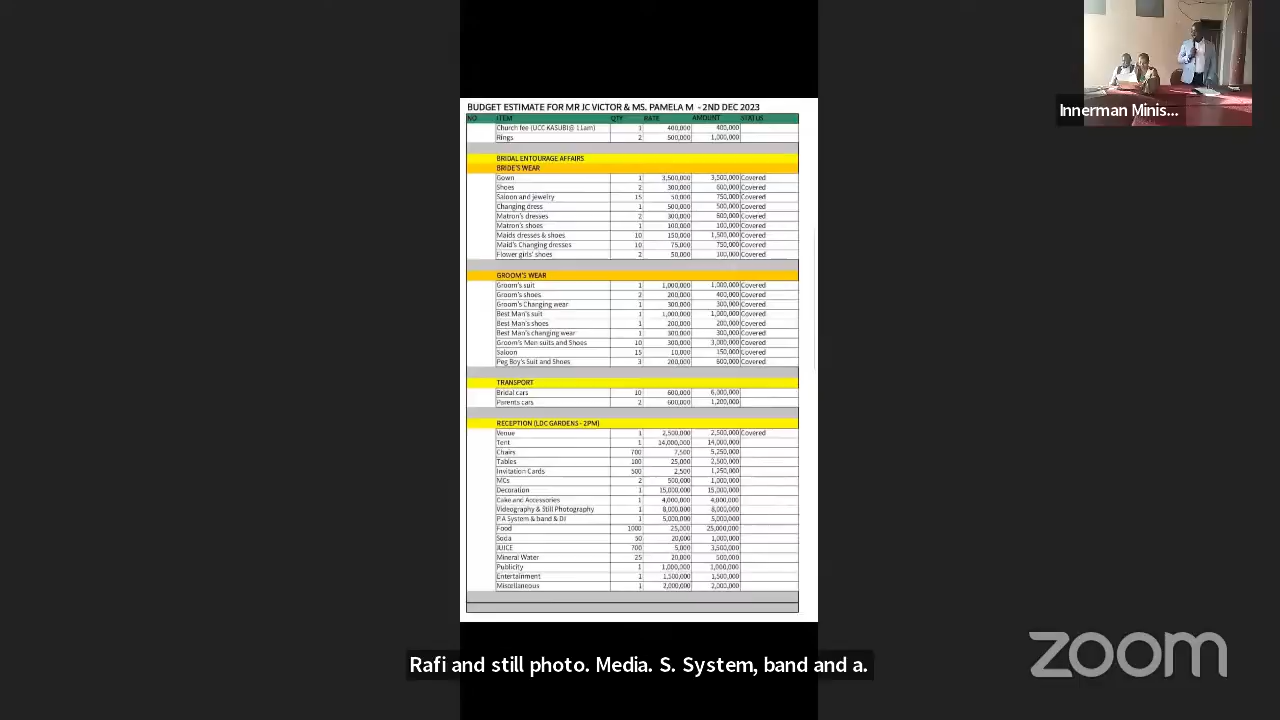 Innerman Minis...
BUDGET ESTIMATE FOR MR JC VICTOR & MS. PAMELA M - 2ND DEC 2023
NO ITEM QTY RATE AMOUNT STATUS
Church fee (UCC KASUBI@ 11am) 1 400,000 400,000
Rings 2 500,000 1,000,000
BRIDAL ENTOURAGE AFFAIRS
BRIDE'S WEAR
Gown 1 3,500,000 3,500,000 Covered
Shoes 2 300,000 600,000 Covered
Saloon and jewelry 15 50,000 750,000 Covered
Changing dress 1 500,000 500,000 Covered
Matron's dresses 2 300,000 600,000 Covered
Matron's shoes 1 100,000 100,000 Covered
Maids dresses & shoes 10 150,000 1,500,000 Covered
Maid's Changing dresses 10 75,000 750,000 Covered
Flower girls' shoes 2 50,000 100,000 Covered
GROOM'S WEAR
Groom's suit 1 1,000,000 1,000,000 Covered
Groom's shoes 2 200,000 400,000 Covered
Groom's Changing wear 1 300,000 300,000 Covered
Best Man's suit 1 1,000,000 1,000,000 Covered
Best Man's shoes 1 200,000 200,000 Covered
Best Man's changing wear 1 300,000 300,000 Covered
Groom's Men suits and Shoes 10 300,000 3,000,000 Covered
Saloon 15 10,000 150,000 Covered
Peg Boy's Suit and Shoes 3 200,000 600,000 Covered
TRANSPORT
Bridal cars 10 600,000 6,000,000
Parents cars 2 600,000 1,200,000
RECEPTION (LDC GARDENS - 2PM)
Venue 1 2,500,000 2,500,000 Covered
Tent 1 14,000,000 14,000,000
Chairs 700 7,500 5,250,000
Tables 100 25,000 2,500,000
Invitation Cards 500 2,500 1,250,000
MCs 2 500,000 1,000,000
Decoration 1 15,000,000 15,000,000
Cake and Accessories 1 4,000,000 4,000,000
Videography & Still Photography 1 8,000,000 8,000,000
P.A System & band & DJ 1 5,000,000 5,000,000
Food 1000 25,000 25,000,000
Soda 50 20,000 1,000,000
JUICE 700 5,000 3,500,000
Mineral Water 25 20,000 500,000
Publicity 1 1,000,000 1,000,000
Entertainment 1 1,500,000 1,500,000
Miscellaneous 1 2,000,000 2,000,000
Rafi and still photo. Media. S. System, band and a.
zoom